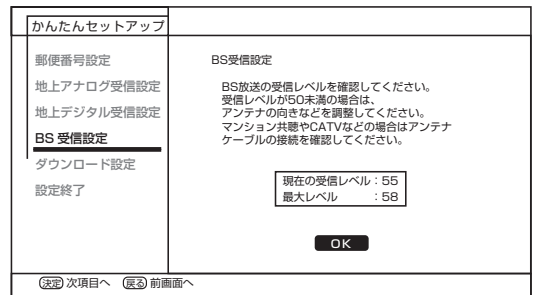 かんたんセットアップ
郵便番号設定
地上アナログ受信設定
地上デジタル受信設定
BS 受信設定
ダウンロード設定
設定終了
BS受信設定
BS放送の受信レベルを確認してください。
受信レベルが50未満の場合は、
アンテナの向きなどを調整してください。
マンション共聴やCATVなどの場合はアンテナ
ケーブルの接続を確認してください。
現在の受信レベル：55
最大レベル　　　：58
OK
決定 次項目へ 戻る 前画面へ